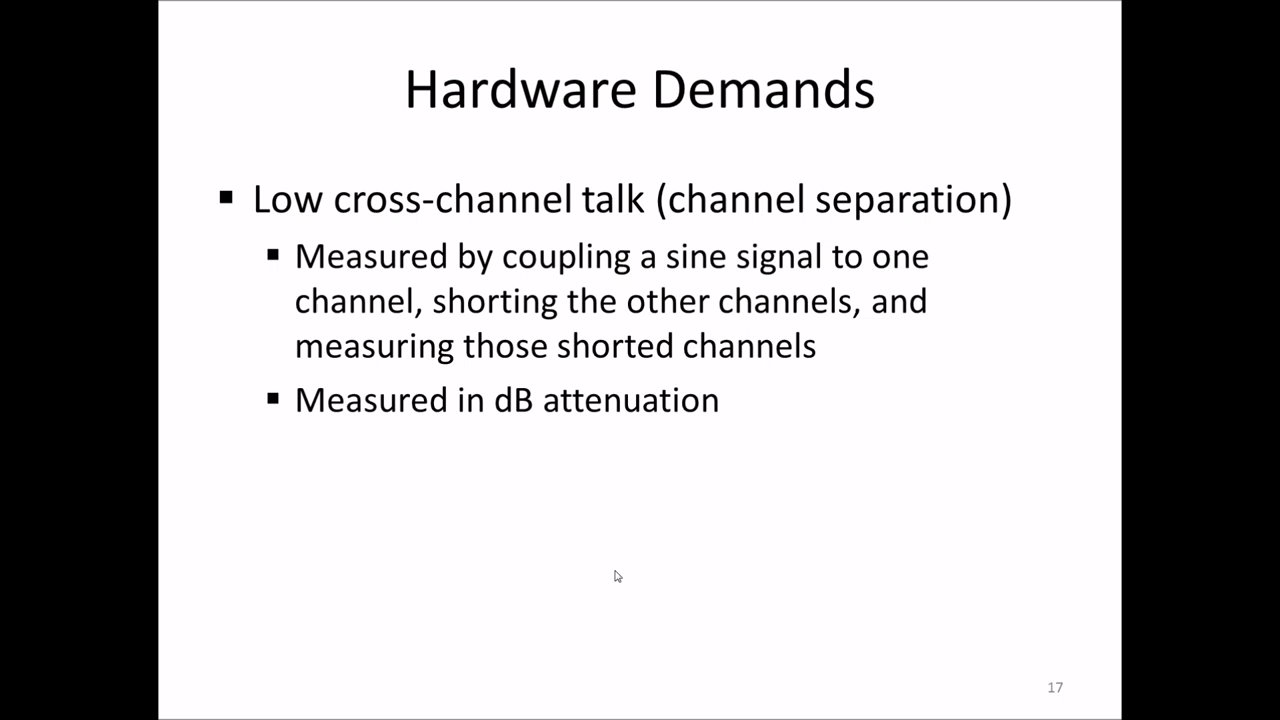 Hardware Demands
▪ Low cross-channel talk (channel separation)
▪ Measured by coupling a sine signal to one
channel, shorting the other channels, and
measuring those shorted channels
▪ Measured in dB attenuation
17